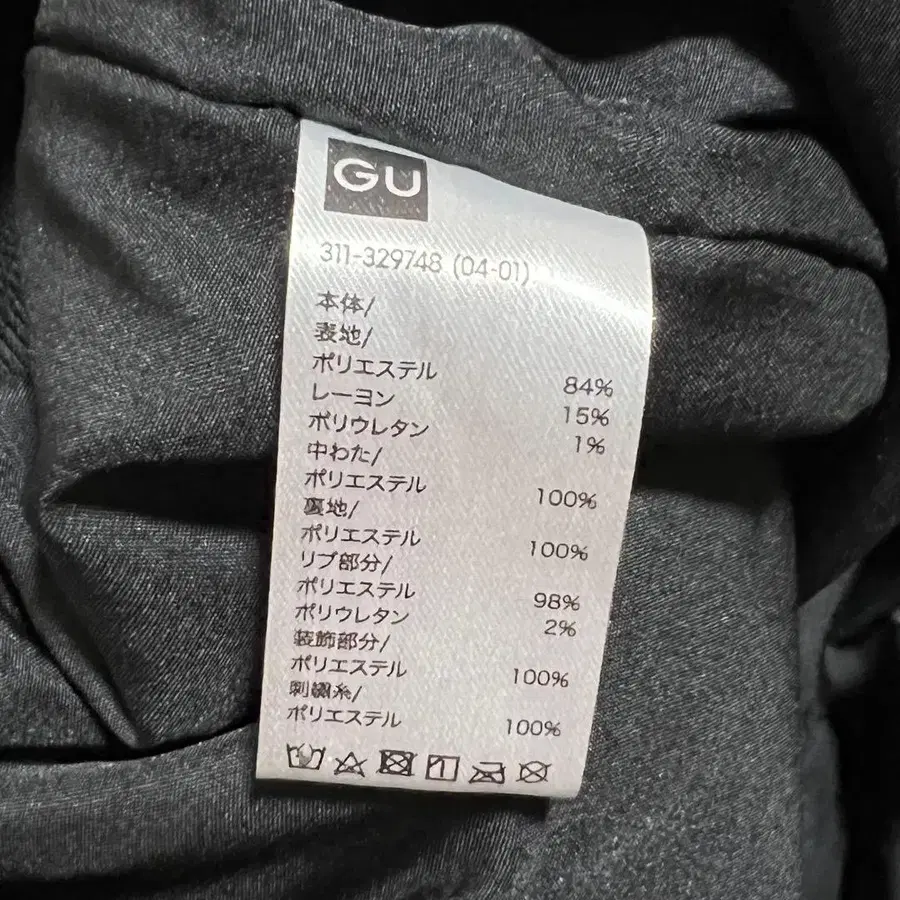 GU
311-329748 (04-01)
本体/
表地/
ポリエステル 84%
レーヨン 15%
ポリウレタン 1%
中わた/
ポリエステル 100%
裏地/
ポリエステル 100%
リブ部分/
ポリエステル 98%
ポリウレタン 2%
装飾部分/
ポリエステル 100%
刺繍糸/
ポリエステル 100%